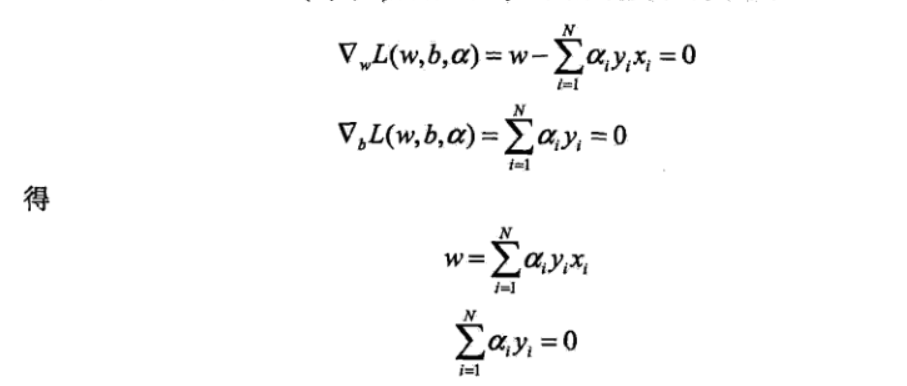 ∇_w L(w,b,α) = w − ∑_{i=1}^{N} α_i y_i x_i = 0
∇_b L(w,b,α) = ∑_{i=1}^{N} α_i y_i = 0
得
w = ∑_{i=1}^{N} α_i y_i x_i
∑_{i=1}^{N} α_i y_i = 0